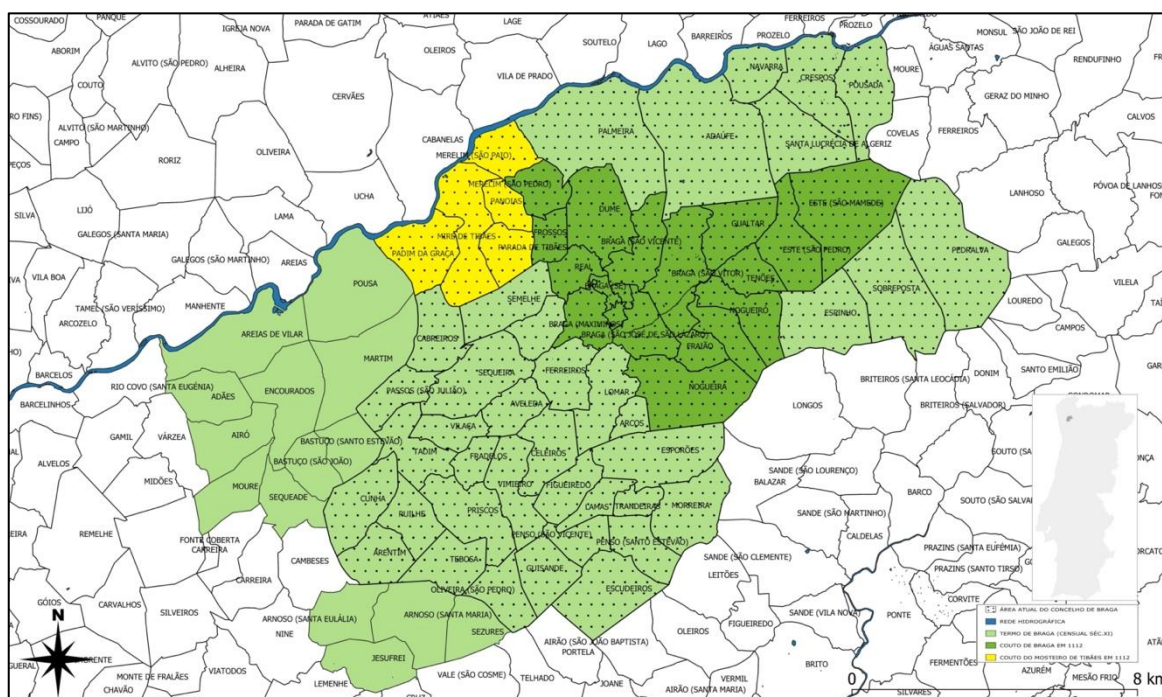 COSSOURADO
PANQUE
IGREJA NOVA
PARADA DE GATIM
ATIÃES
LAGE
FERREIROS
PROZELO
ABORIM
ALVITO (SÃO PEDRO)
ALHEIRA
OLEIROS
SOUTELO
LAGO
BARREIROS
PROZELO
MONSUL
SÃO JOÃO DE REI
ÁGUAS SANTAS
COUTO
CERVÃES
VILA DE PRADO
NAVARRA
CRESPOS
POUSADA
MOURE
RENDUFINHO
GERAZ DO MINHO
CALVOS
ALVITO (SÃO MARTINHO)
CAMPO
RORIZ
OLIVEIRA
CABANELAS
MERELIM (SÃO PAIO)
PALMEIRA
ADAÚFE
SANTA LUCRÉCIA DE ALGERIZ
COVELAS
FERREIROS
UCHA
MERELIM (SÃO PEDRO)
PANOIAS
DUME
GUALTAR
ESTE (SÃO MAMEDE)
LANHOSO
PÓVOA DE LANHOSO
SILVA
LIJÓ
LAMA
GALEGOS (SANTA MARIA)
GALEGOS (SÃO MARTINHO)
AREIAS
MIRE DE TIBÃES
FROSSOS
PARADA DE TIBÃES
PADIM DA GRAÇA
BRAGA (SÃO VICENTE)
ESTE (SÃO PEDRO)
PEDRALVA
GALEGOS
VILA BOA
MANHENTE
POUSA
REAL
BRAGA (SÉ)
BRAGA (SÃO VÍTOR)
TENÕES
SOBREPOSTA
LOUREDO
VILELA
TAMEL (SÃO VERÍSSIMO)
ARCOZELO
AREIAS DE VILAR
SEMELHE
NOGUEIRÓ
ESPINHO
CAMPOS
BRAGA (MAXIMINOS)
BRAGA (SÃO JOSÉ DE SÃO LÁZARO)
FRAIÃO
CABREIROS
MARTIM
BARCELOS
RIO COVO (SANTA EUGÉNIA)
BARCELINHOS
ADÃES
ENCOURADOS
PASSOS (SÃO JULIÃO)
SEQUEIRA
FERREIROS
LOMAR
NOGUEIRA
BRITEIROS (SANTA LEOCÁDIA)
DONIM
SANTO EMILIÃO
AVELEDA
ARCOS
LONGOS
BRITEIROS (SALVADOR)
GAMIL
VÁRZEA
AIRÓ
VILAÇA
BASTUÇO (SANTO ESTEVÃO)
BASTUÇO (SÃO JOÃO)
TADIM
FRADELOS
CELEIRÓS
ESPORÕES
ALVELOS
MIDÕES
MOURE
SEQUEADE
CUNHA
RUILHE
VIMIEIRO
FIGUEIREDO
PRISCOS
LAMAS
TRANDEIRAS
MORREIRA
SANDE (SÃO LOURENÇO)
BALAZAR
BARCO
SANDE (SÃO MARTINHO)
CALDELAS
REMELHE
FONTE COBERTA
CARREIRA
CAMBESES
ARENTIM
TEBOSA
PENSO (SÃO VICENTE)
PENSO (SANTO ESTEVÃO)
GUISANDE
ESCUDEIROS
SANDE (SÃO CLEMENTE)
LEITÕES
PRAZINS (SANTA EUFÉMIA)
PRAZINS (SANTO TIRSO)
CORVITE
GÓIOS
CARVALHOS
SILVEIROS
CARREIRA
OLIVEIRA (SÃO PEDRO)
ARNOSO (SANTA EULÁLIA)
ARNOSO (SANTA MARIA)
NINE
SEZURES
JESUFREI
SANDE (VILA NOVA)
PONTE
FIGUEIREDO
OLEIROS
AIRÃO (SÃO JOÃO BAPTISTA)
PORTELA
VIATODOS
MONTE DE FRALÃES
CHAVÃO
LEMENHE
VALE (SÃO COSME)
TELHADO
JOANE
VERMIL
AIRÃO (SANTA MARIA)
BRITO
SILVARES
FERMENTÕES
AZURÉM
MESÃO FRIO
N
ÁREA ATUAL DO CONCELHO DE BRAGA
REDE HIDROGRÁFICA
TERMO DE BRAGA (CENSUAL SÉC.XI)
COUTO DE BRAGA EM 1112
COUTO DO MOSTEIRO DE TIBÃES EM 1112
0
8 km